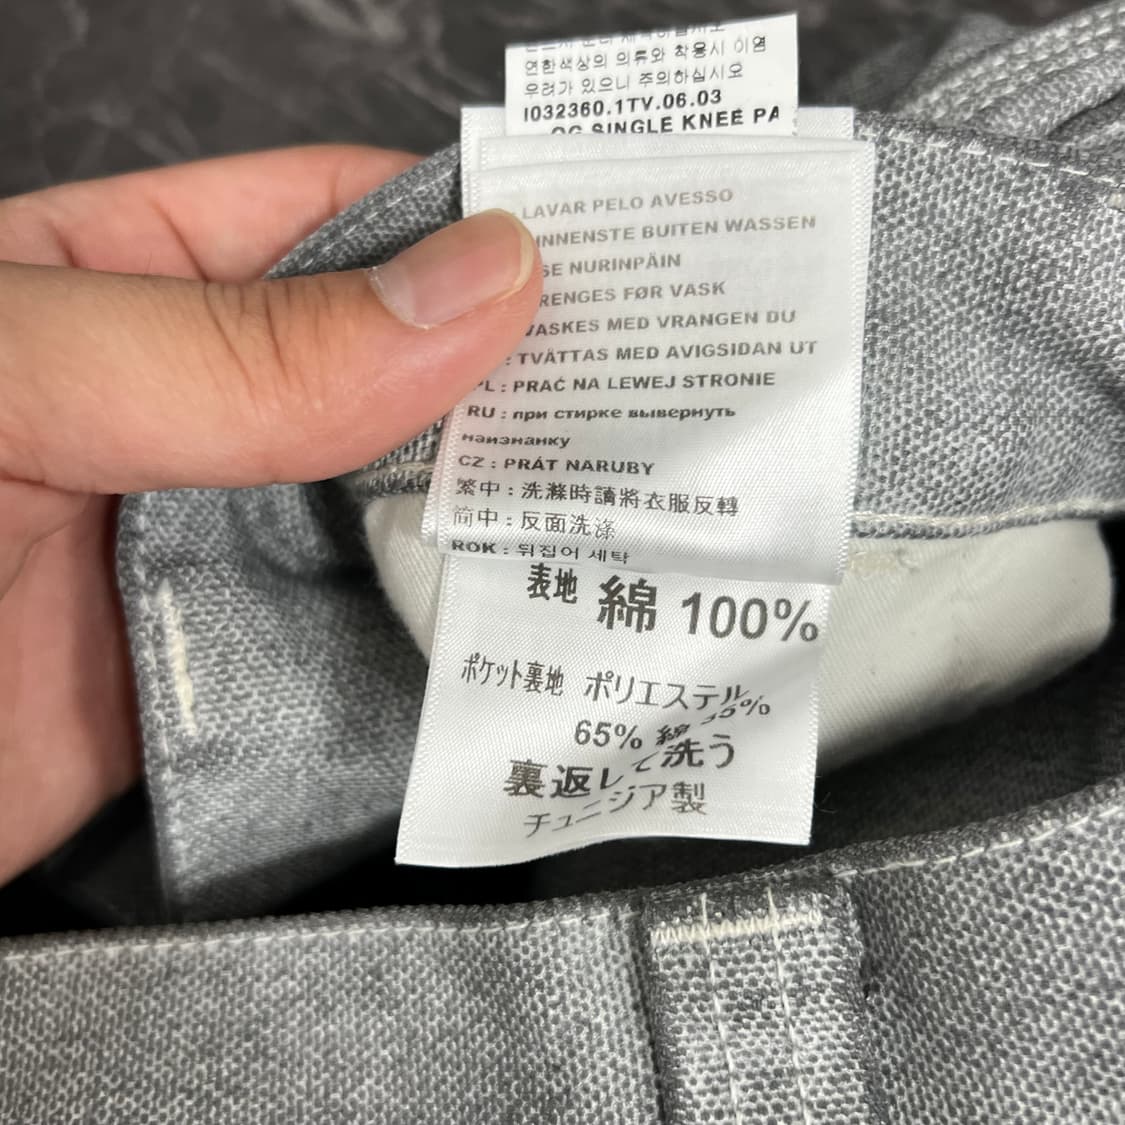 연한색상의 의류와 착용시 이염
우려가 있으니 주의하십시오
I032360.1TV.06.03
OG SINGLE KNEE PA
LAVAR PELO AVESSO
INNENSTE BUITEN WASSEN
SE NURINPÄIN
RENGES FØR VASK
VASKES MED VRANGEN DU
: TVÄTTAS MED AVIGSIDAN UT
PL : PRAĆ NA LEWEJ STRONIE
RU : при стирке вывернуть
наизнанку
CZ : PRÁT NARUBY
繁中 : 洗滌時請將衣服反轉
简中 : 反面洗涤
ROK : 뒤집어 세탁
表地 綿 100%
ポケット裏地 ポリエステル
65% 綿 35%
裏返して洗う
チュニジア製